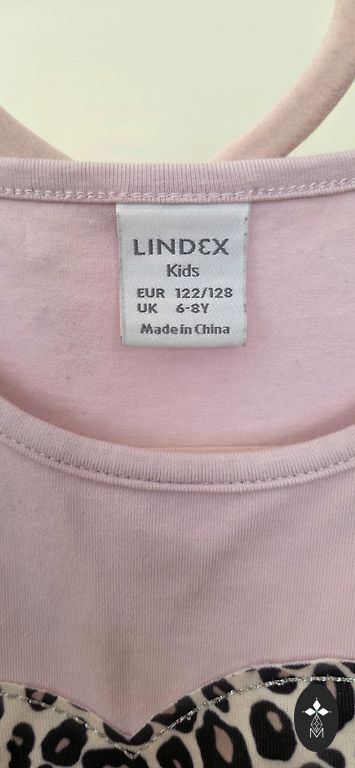 LINDEX
Kids
EUR 122/128
UK 6-8Y
Made in China